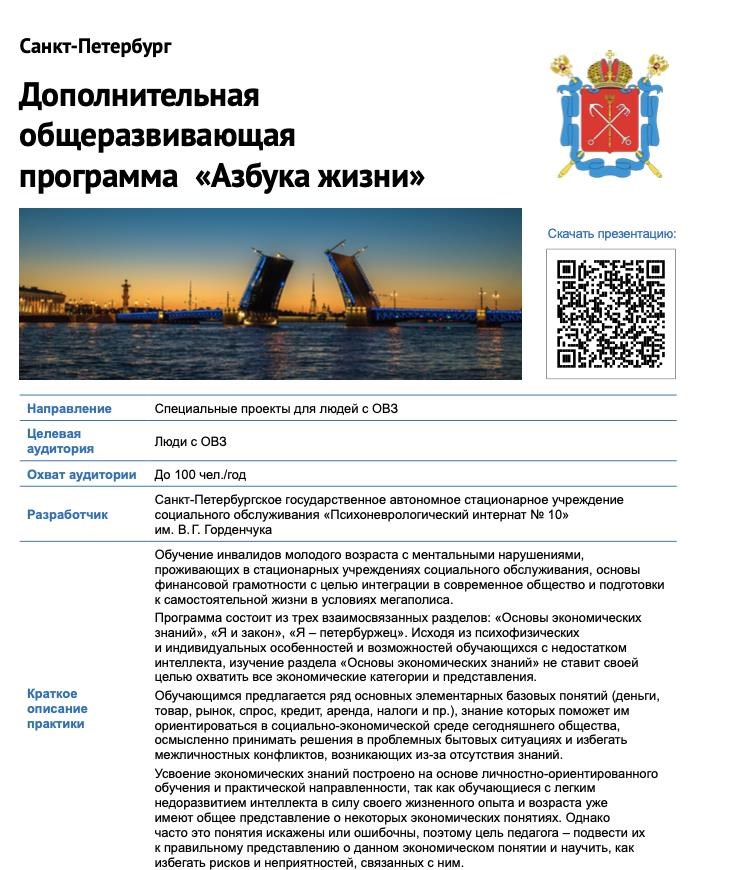 Санкт-Петербург
Дополнительная
общеразвивающая
программа «Азбука жизни»
Скачать презентацию:
Направление
Специальные проекты для людей с ОВЗ
Целевая
аудитория
Люди с ОВЗ
Охват аудитории
До 100 чел./год
Разработчик
Санкт-Петербургское государственное автономное стационарное учреждение
социального обслуживания «Психоневрологический интернат № 10»
им. В. Г. Горденчука
Краткое
описание
практики
Обучение инвалидов молодого возраста с ментальными нарушениями,
проживающих в стационарных учреждениях социального обслуживания, основы
финансовой грамотности с целью интеграции в современное общество и подготовки
к самостоятельной жизни в условиях мегаполиса.
Программа состоит из трех взаимосвязанных разделов: «Основы экономических
знаний», «Я и закон», «Я – петербуржец». Исходя из психофизических
и индивидуальных особенностей и возможностей обучающихся с недостатком
интеллекта, изучение раздела «Основы экономических знаний» не ставит своей
целью охватить все экономические категории и представления.
Обучающимся предлагается ряд основных элементарных базовых понятий (деньги,
товар, рынок, спрос, кредит, аренда, налоги и пр.), знание которых поможет им
ориентироваться в социально-экономической среде сегодняшнего общества,
осмысленно принимать решения в проблемных бытовых ситуациях и избегать
межличностных конфликтов, возникающих из-за отсутствия знаний.
Усвоение экономических знаний построено на основе личностно-ориентированного
обучения и практической направленности, так как обучающиеся с легким
недоразвитием интеллекта в силу своего жизненного опыта и возраста уже
имеют общее представление о некоторых экономических понятиях. Однако
часто это понятия искажены или ошибочны, поэтому цель педагога – подвести их
к правильному представлению о данном экономическом понятии и научить, как
избегать рисков и неприятностей, связанных с ним.